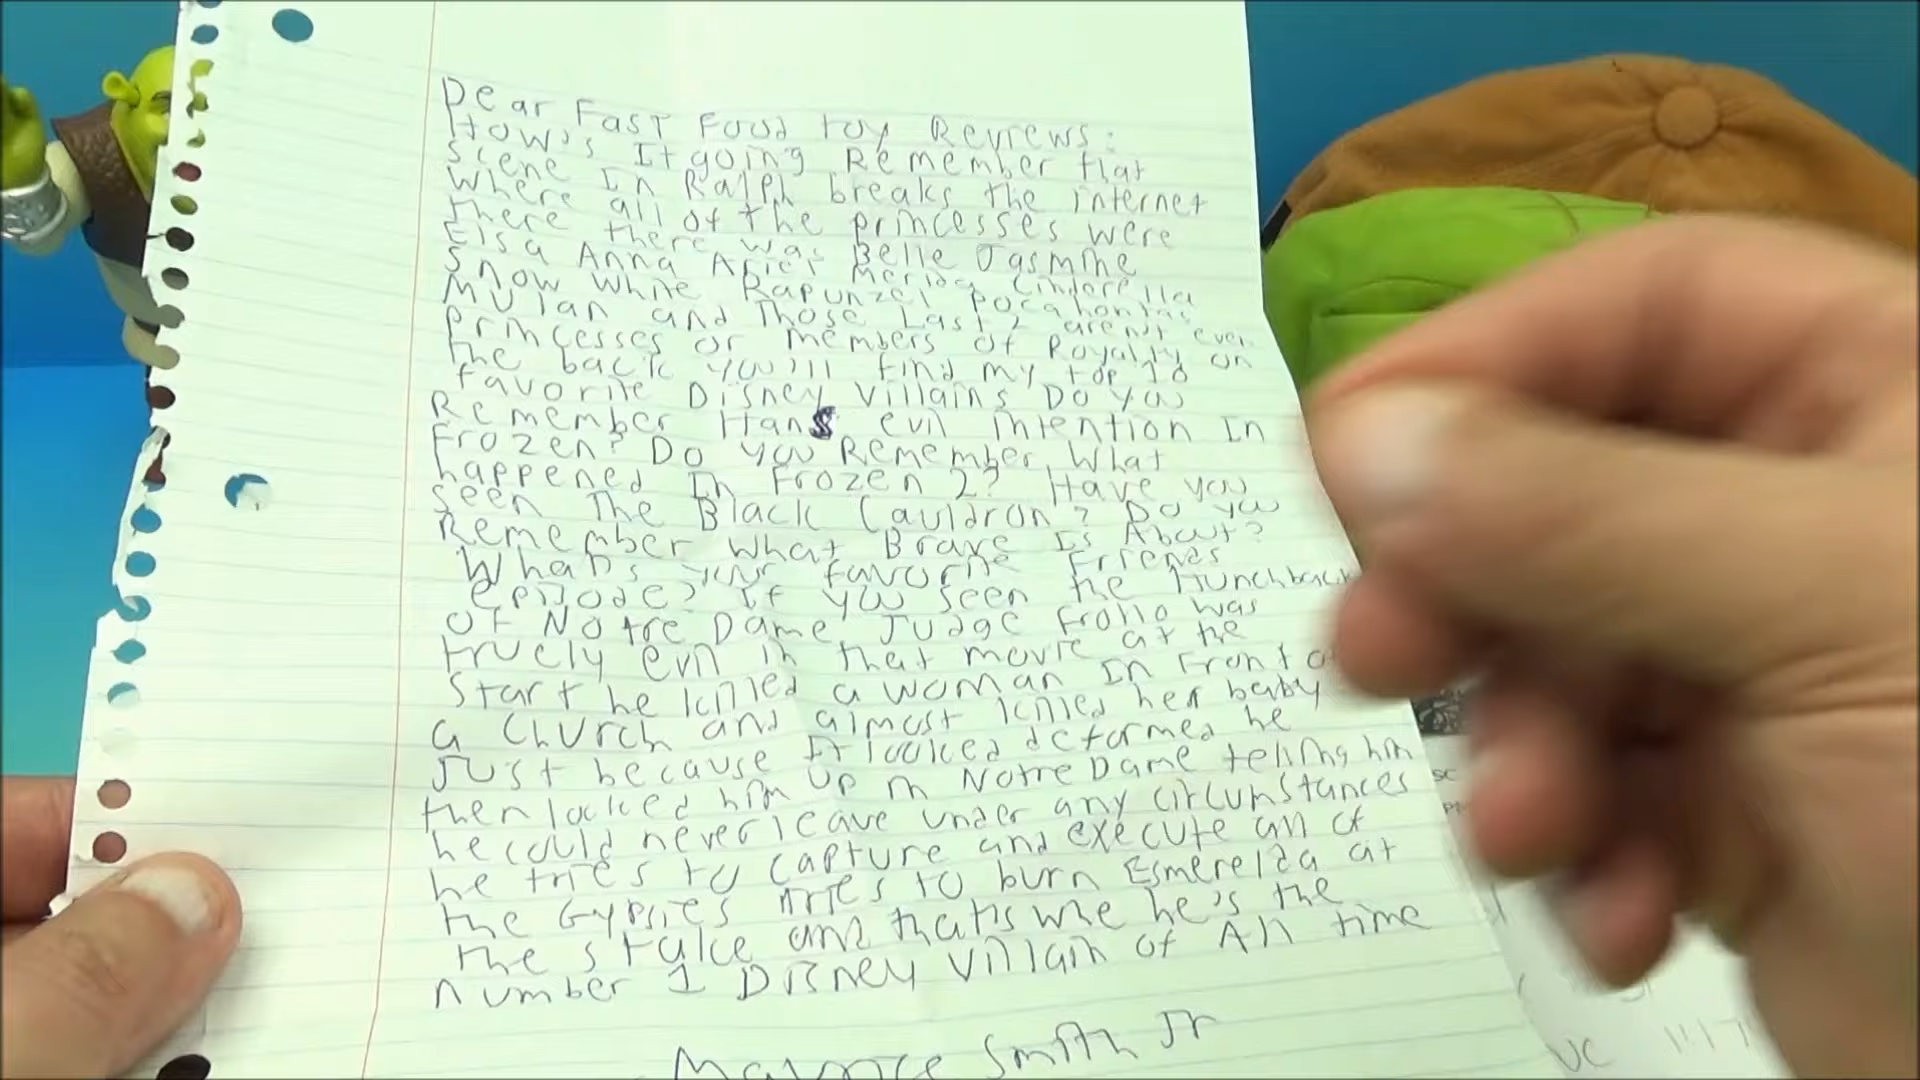 Dear Fast Food Toy Reviews:
How's It going Remember that
scene In Ralph breaks the internet
Where all of the princesses were
there there was Belle Jasmine
Elsa Anna Ariel Merida Cinderella
Snow White Rapunzel Pocahontas
Mulan and Those Last 2 aren't even
princesses or members of Royalty on
the back you'll find my top 10
favorite Disney Villains Do you
Remember Hans evil intention In
Frozen? Do you Remember What
happened In Frozen 2? Have you
seen The Black Cauldron? Do you
Remember What Brave Is About?
What's your favorite Friends
episode? If you seen the Hunchback
Of Notre Dame Judge Frollo was
truely evil in that movie at the
start he killed a woman In Front of
a Church and almost killed her baby
Just because It looked deformed he
then locked him up in Notre Dame telling him
he could never leave under any circumstances
he tries to capture and execute all of
the Gypsies tries to burn Esmerelda at
the stake and that's whe he's the
number 1 Disney Villain of All time
Smith Jr